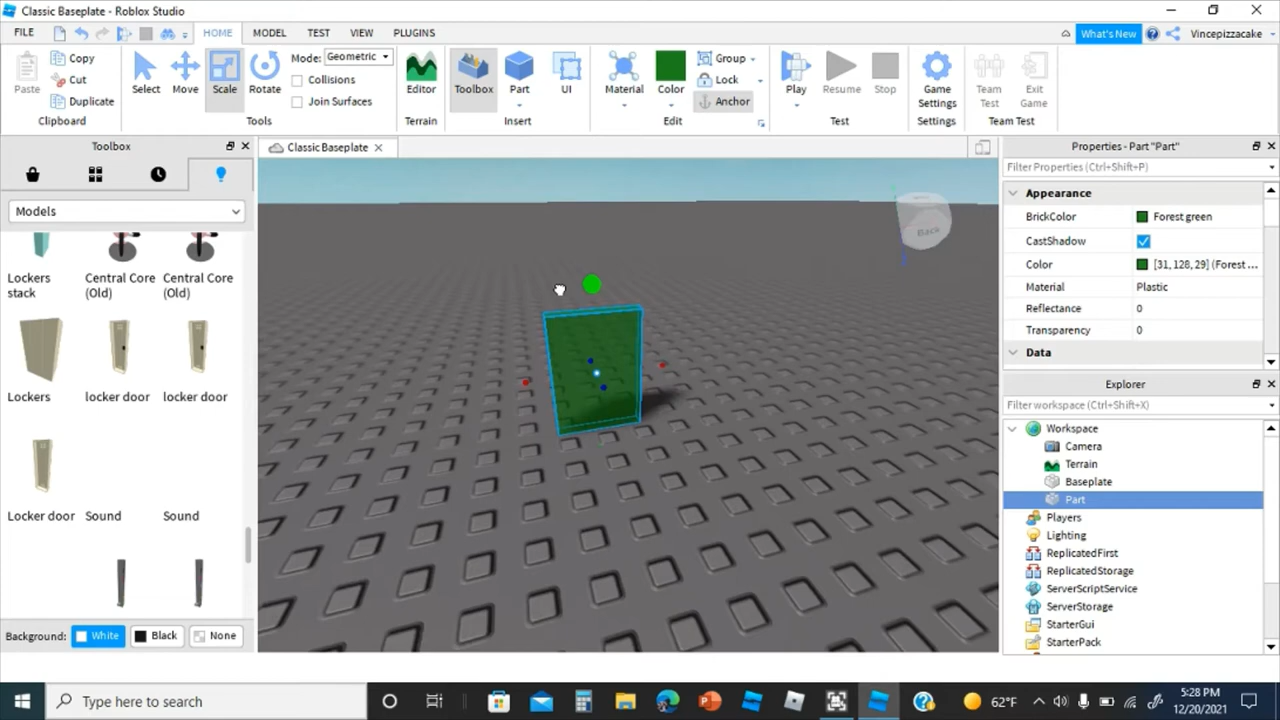 Classic Baseplate - Roblox Studio
FILE HOME MODEL TEST VIEW PLUGINS What's New Vincepizzacake
Paste Copy Cut Duplicate Clipboard
Select Move Scale Rotate Mode: Geometric Collisions Join Surfaces Tools
Editor Terrain
Toolbox Part UI Insert
Material Color Group Lock Anchor Edit
Play Resume Stop Test
Game Settings Settings
Team Test Exit Game Team Test
Toolbox
Models
Lockers stack
Central Core (Old)
Central Core (Old)
Lockers
locker door
locker door
Locker door
Sound
Sound
Background: White Black None
Classic Baseplate
Back
Properties - Part "Part"
Filter Properties (Ctrl+Shift+P)
Appearance
BrickColor Forest green
CastShadow
Color [31, 128, 29] (Forest ...
Material Plastic
Reflectance 0
Transparency 0
Data
Explorer
Filter workspace (Ctrl+Shift+X)
Workspace
Camera
Terrain
Baseplate
Part
Players
Lighting
ReplicatedFirst
ReplicatedStorage
ServerScriptService
ServerStorage
StarterGui
StarterPack
Type here to search
62°F
5:28 PM
12/20/2021